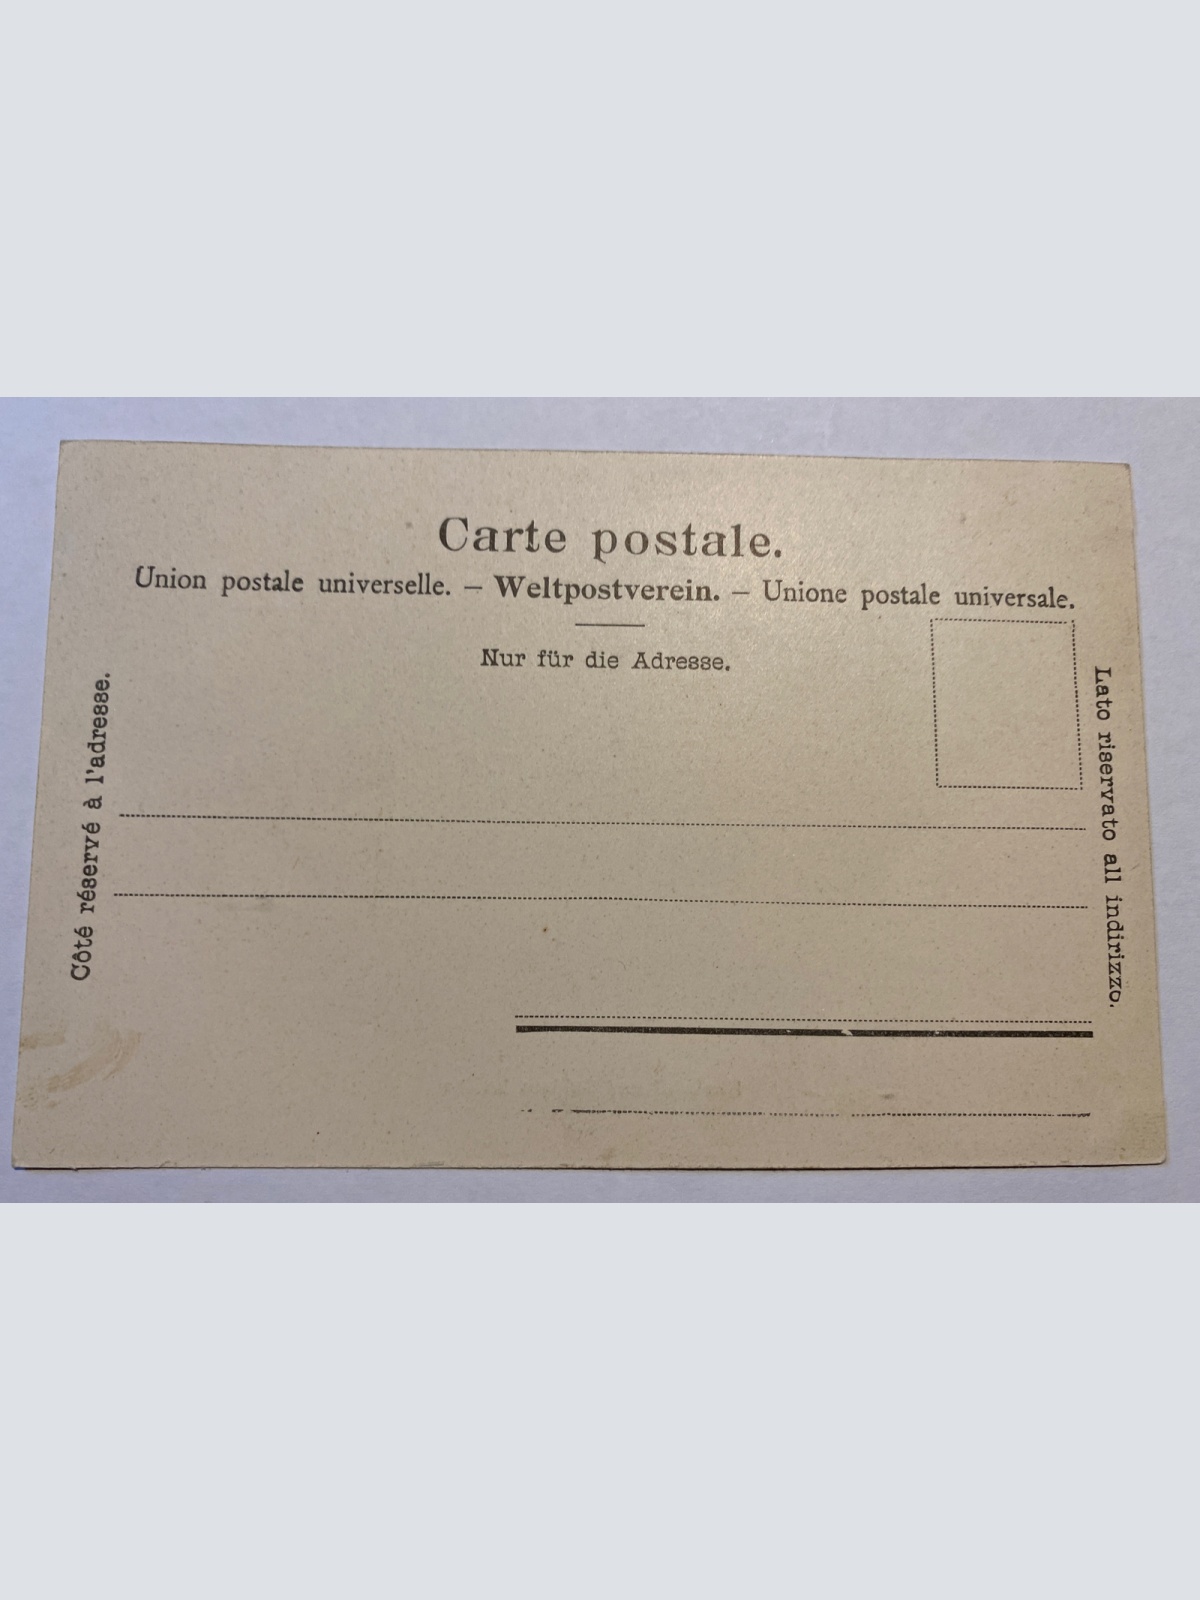 Carte postale.
Union postale universelle. — Weltpostverein. — Unione postale universale.
Nur für die Adresse.
Côté réservé à l'adresse.
Lato riservato all indirizzo.